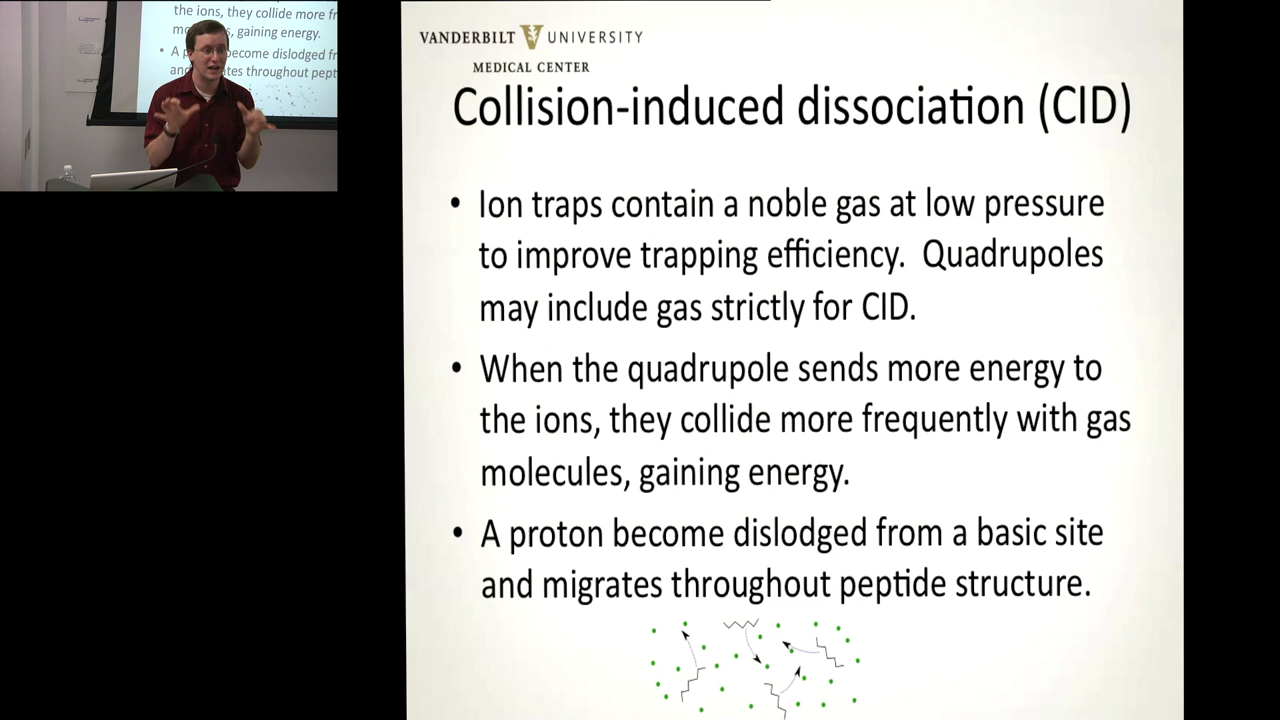 the ions, they collide more fr
mo s, gaining energy.
• A p become dislodged fr
and tes throughout pept
VANDERBILT V UNIVERSITY
MEDICAL CENTER
Collision-induced dissociation (CID)
• Ion traps contain a noble gas at low pressure
to improve trapping efficiency. Quadrupoles
may include gas strictly for CID.
• When the quadrupole sends more energy to
the ions, they collide more frequently with gas
molecules, gaining energy.
• A proton become dislodged from a basic site
and migrates throughout peptide structure.